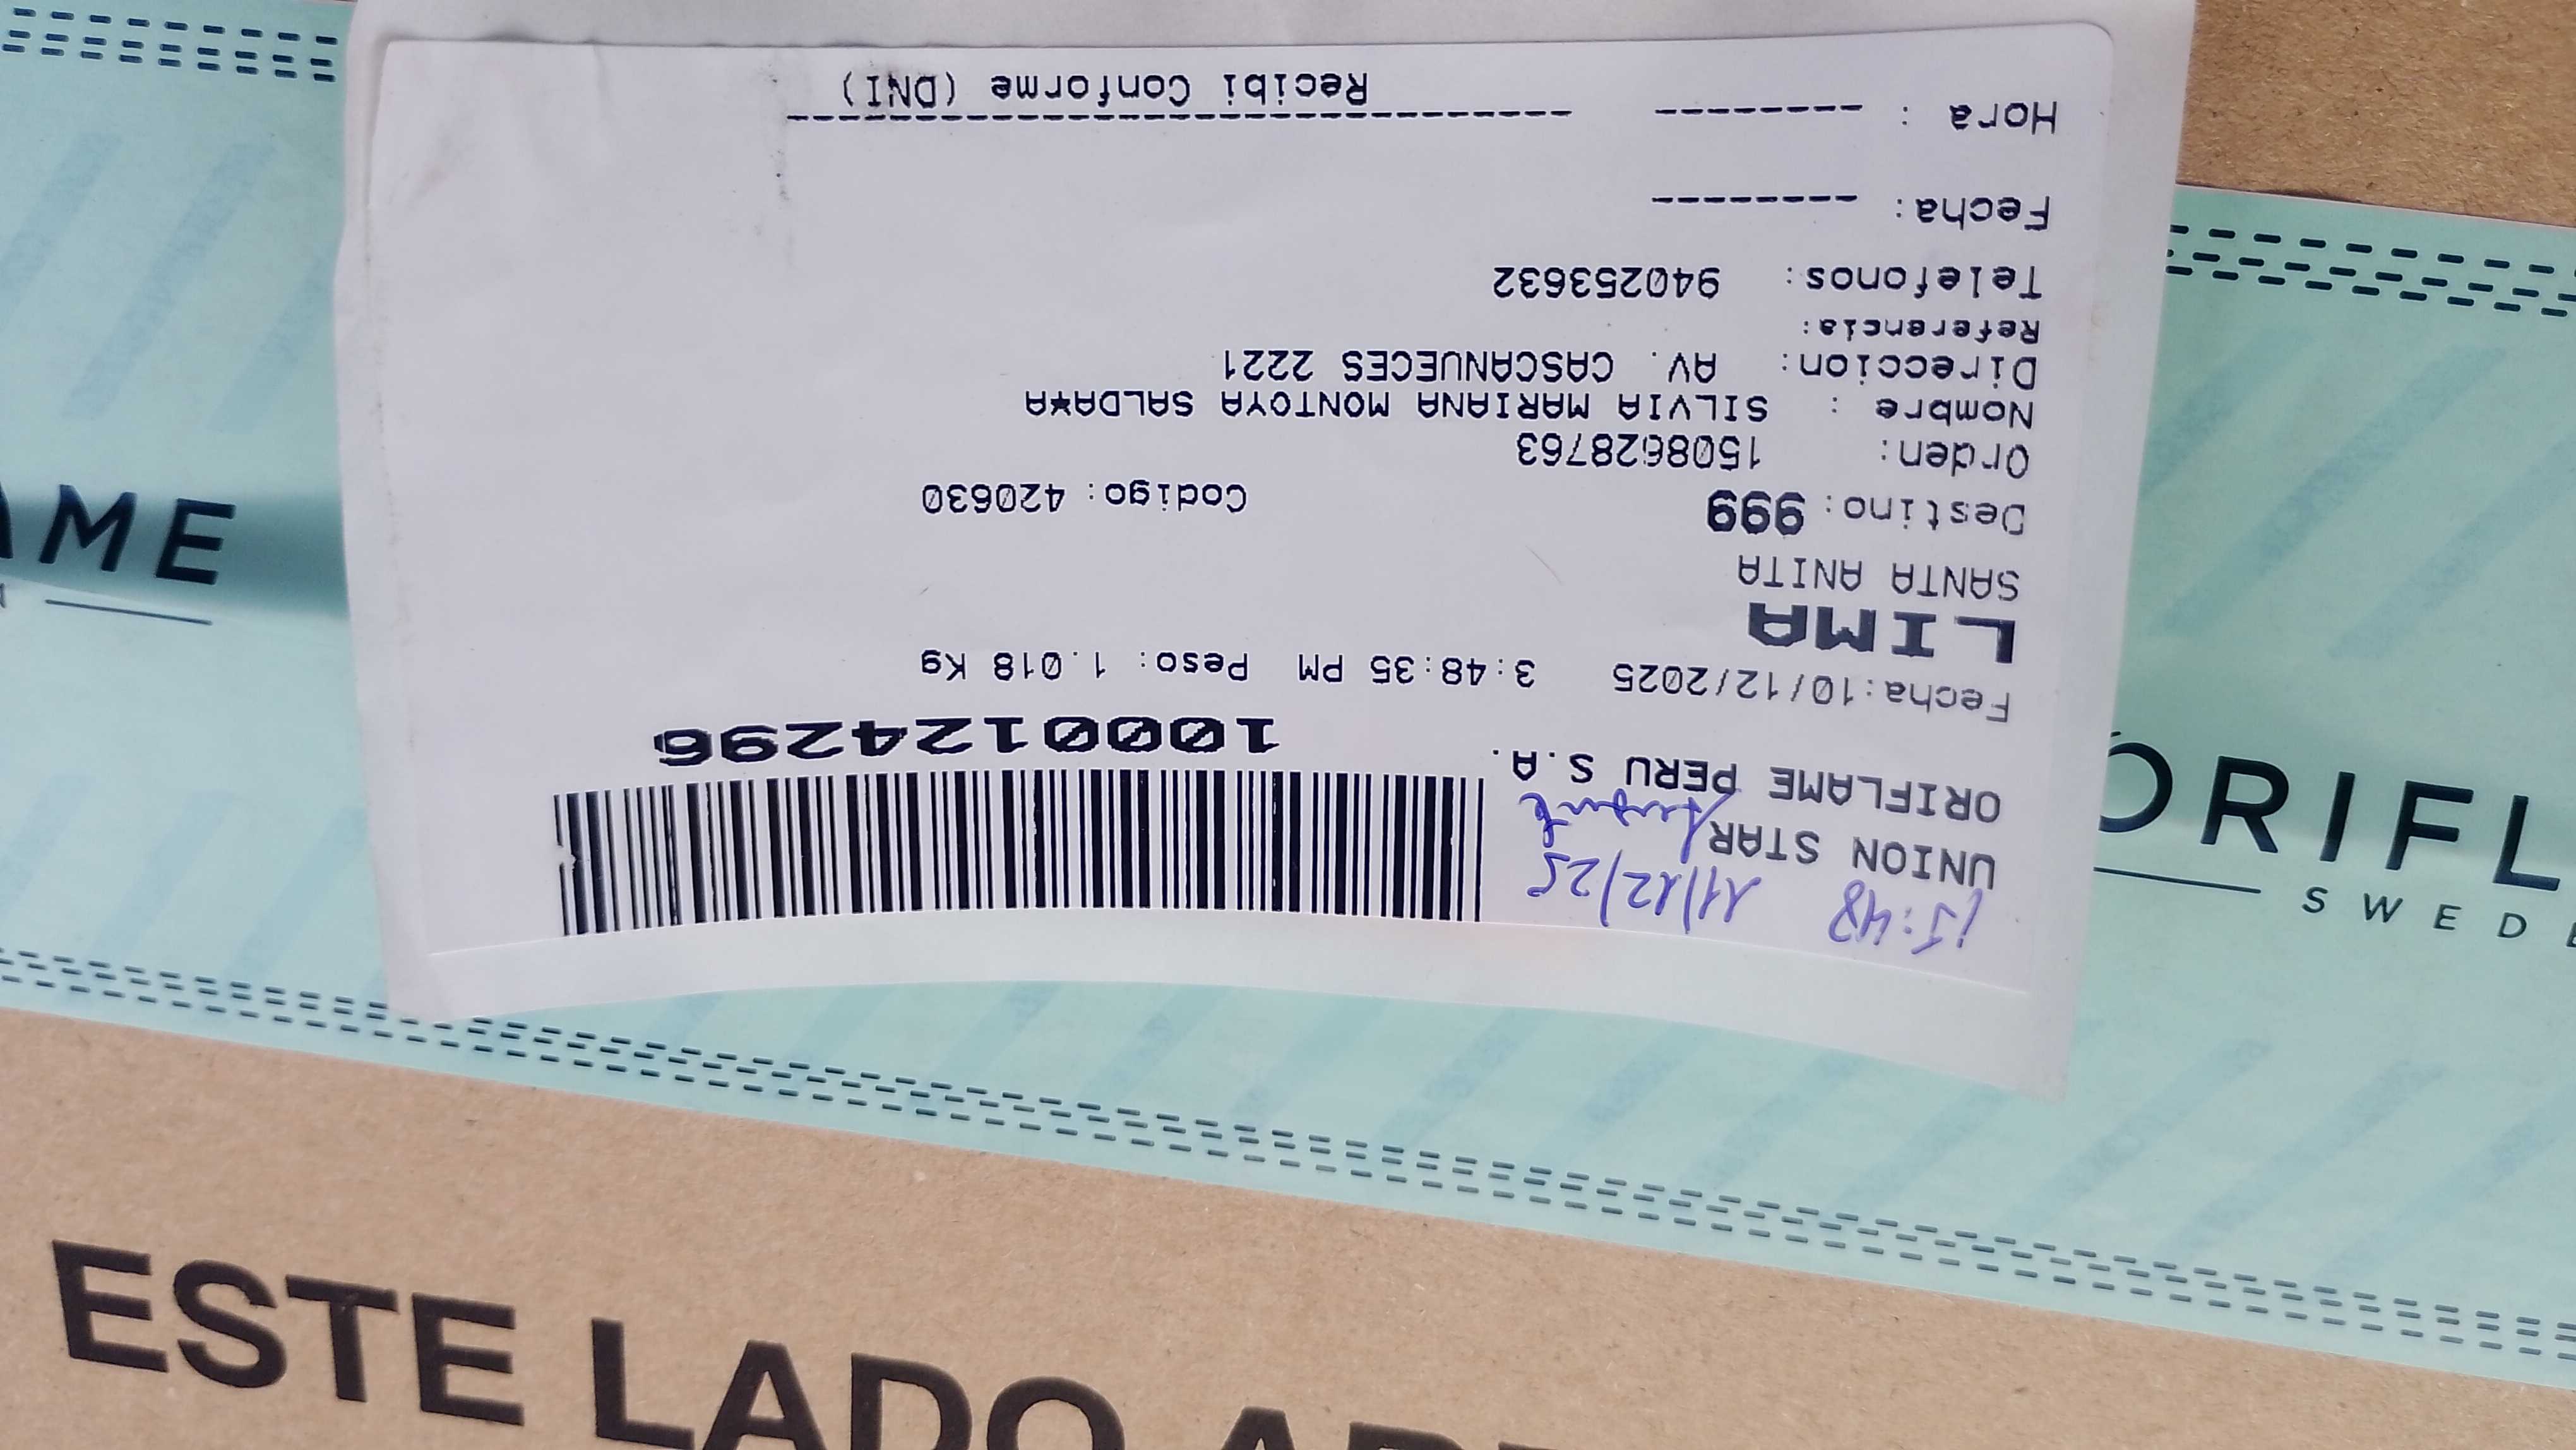 15:48 11/12/25
UNION STAR
ORIFLAME PERU S.A.
1000124296
Fecha:10/12/2025 3:48:35 PM Peso: 1.018 Kg
LIMA
SANTA ANITA
Destino: 999 Codigo: 420630
Orden: 1508628763
Nombre : SILVIA MARIANA MONTOYA SALDA¥A
Direccion: AV. CASCANUECES 2221
Referencia:
Telefonos: 940253632
Fecha: --------
Hora : --------
Recibi Conforme (DNI)
AME
ORIFL
SWEDE
ESTE LADO